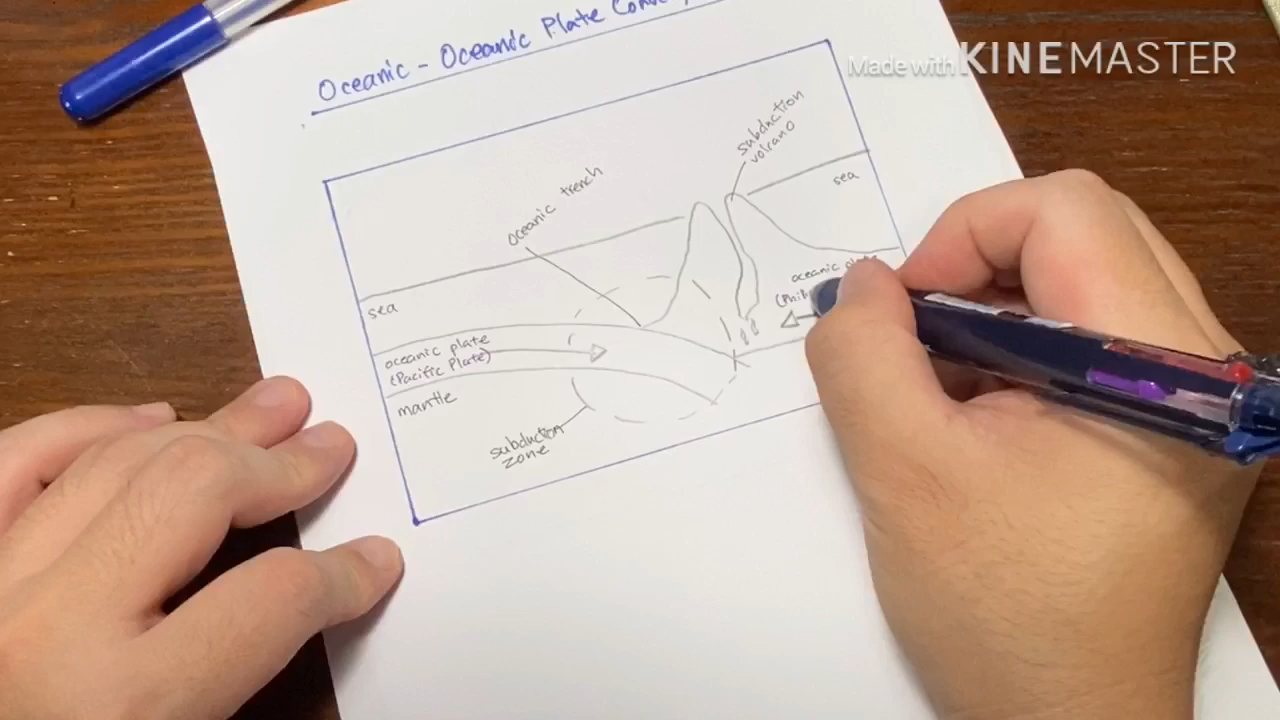 Oceanic - Oceanic Plate
Made with KINEMASTER
subduction
volcano
oceanic trench
sea
sea
oceanic plate
oceanic plate
(Pacific Plate)
mantle
subduction
zone